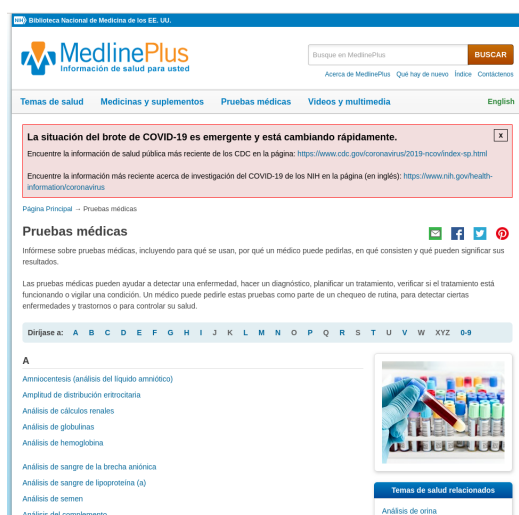 NIH Biblioteca Nacional de Medicina de los EE. UU.
MedlinePlus
Información de salud para usted
Busque en MedlinePlus
BUSCAR
Acerca de MedlinePlus Qué hay de nuevo Índice Contáctenos
Temas de salud Medicinas y suplementos Pruebas médicas Videos y multimedia English
La situación del brote de COVID-19 es emergente y está cambiando rápidamente.
x
Encuentre la información de salud pública más reciente de los CDC en la página: https://www.cdc.gov/coronavirus/2019-ncov/index-sp.html
Encuentre la información más reciente acerca de investigación del COVID-19 de los NIH en la página (en inglés): https://www.nih.gov/health-
information/coronavirus
Página Principal → Pruebas médicas
Pruebas médicas
Infórmese sobre pruebas médicas, incluyendo para qué se usan, por qué un médico puede pedirlas, en qué consisten y qué pueden significar sus
resultados.
Las pruebas médicas pueden ayudar a detectar una enfermedad, hacer un diagnóstico, planificar un tratamiento, verificar si el tratamiento está
funcionando o vigilar una condición. Un médico puede pedirle estas pruebas como parte de un chequeo de rutina, para detectar ciertas
enfermedades y trastornos o para controlar su salud.
Diríjase a: A B C D E F G H I J K L M N O P Q R S T U V W XYZ 0-9
A
Amniocentesis (análisis del líquido amniótico)
Amplitud de distribución eritrocitaria
Análisis de cálculos renales
Análisis de globulinas
Análisis de hemoglobina
Análisis de sangre de la brecha aniónica
Análisis de sangre de lipoproteína (a)
Análisis de semen
Análisis del complemento
Temas de salud relacionados
Análisis de orina